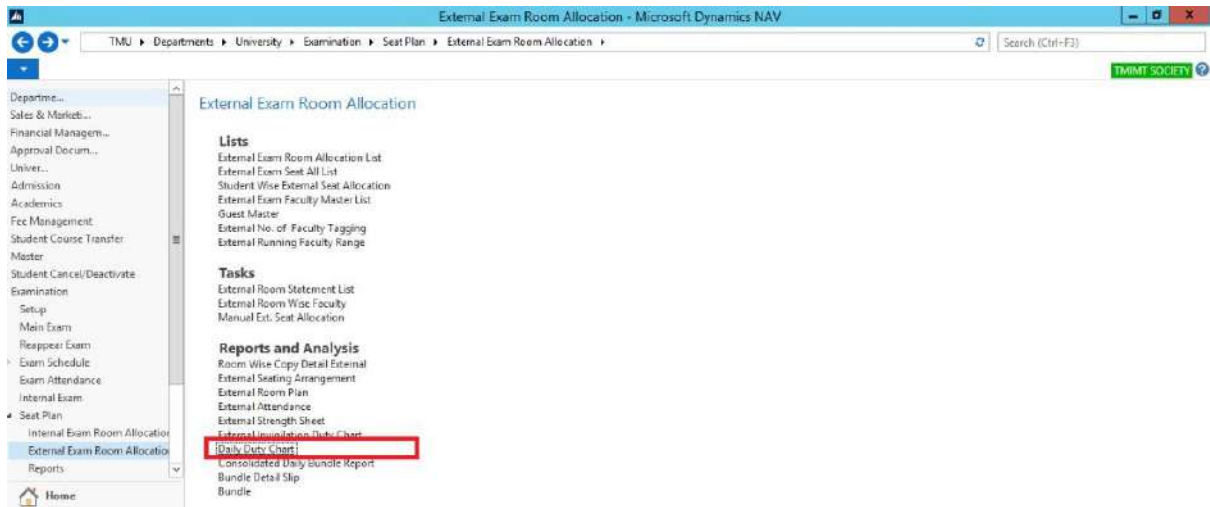 External Exam Room Allocation - Microsoft Dynamics NAV
TMU ▸ Departments ▸ University ▸ Examination ▸ Seat Plan ▸ External Exam Room Allocation ▸
Search (Ctrl+F3)
TMIMT SOCIETY
Departme...
Sales & Marketi...
Financial Managem...
Approval Docum...
Univer...
Admission
Academics
Fee Management
Student Course Transfer
Master
Student Cancel/Deactivate
Examination
Setup
Main Exam
Reappear Exam
Exam Schedule
Exam Attendance
Internal Exam
Seat Plan
Internal Exam Room Allocation
External Exam Room Allocatio
Reports
Home
External Exam Room Allocation
Lists
External Exam Room Allocation List
External Exam Seat All List
Student Wise External Seat Allocation
External Exam Faculty Master List
Guest Master
External No. of Faculty Tagging
External Running Faculty Range
Tasks
External Room Statement List
External Room Wise Faculty
Manual Ext. Seat Allocation
Reports and Analysis
Room Wise Copy Detail External
External Seating Arrangement
External Room Plan
External Attendance
External Strength Sheet
External Invigilation Duty Chart
Daily Duty Chart
Consolidated Daily Bundle Report
Bundle Detail Slip
Bundle